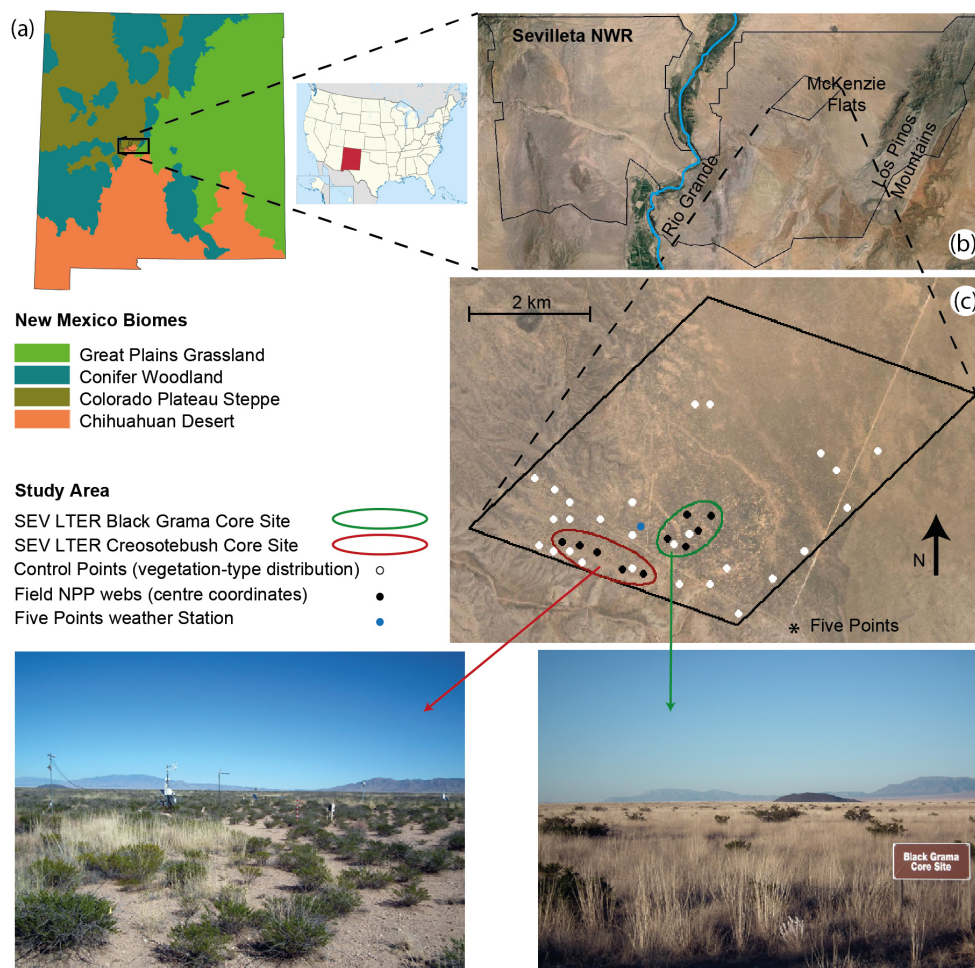 (a)
Sevilleta NWR
McKenzie
Flats
Los Pinos
Mountains
Rio Grande
(b)
New Mexico Biomes
Great Plains Grassland
Conifer Woodland
Colorado Plateau Steppe
Chihuahuan Desert
(c)
2 km
N
* Five Points
Study Area
SEV LTER Black Grama Core Site
SEV LTER Creosotebush Core Site
Control Points (vegetation-type distribution)
Field NPP webs (centre coordinates)
Five Points weather Station
Black Grama
Core Site